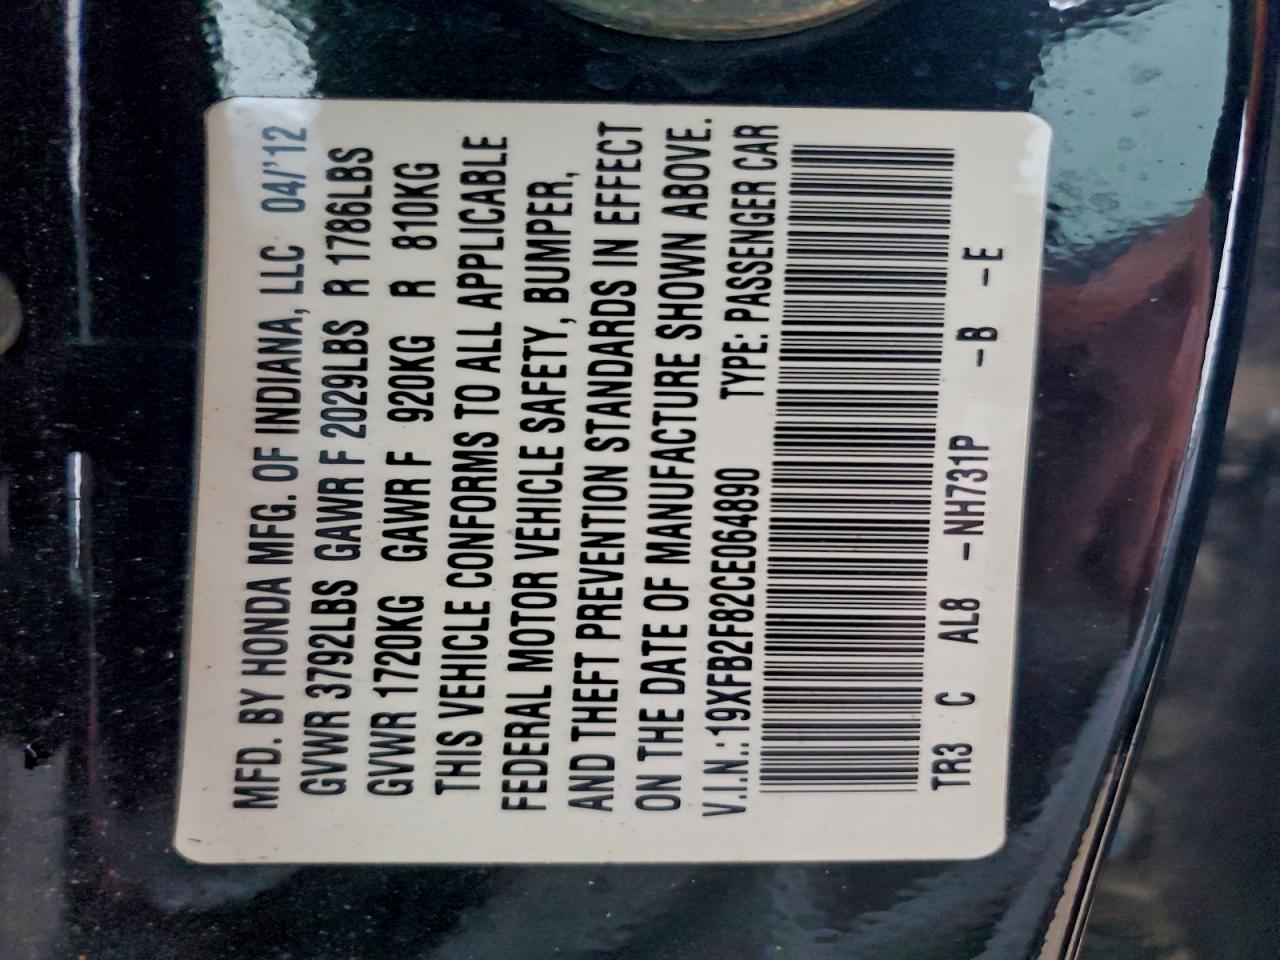 MFD. BY HONDA MFG. OF INDIANA, LLC 04/'12
GVWR 3792LBS GAWR F 2029LBS R 1786LBS
GVWR 1720KG GAWR F 920KG R 810KG
THIS VEHICLE CONFORMS TO ALL APPLICABLE
FEDERAL MOTOR VEHICLE SAFETY, BUMPER,
AND THEFT PREVENTION STANDARDS IN EFFECT
ON THE DATE OF MANUFACTURE SHOWN ABOVE.
V.I.N.:19XFB2F82CE064890 TYPE: PASSENGER CAR
TR3 C AL8 -NH731P -B -E